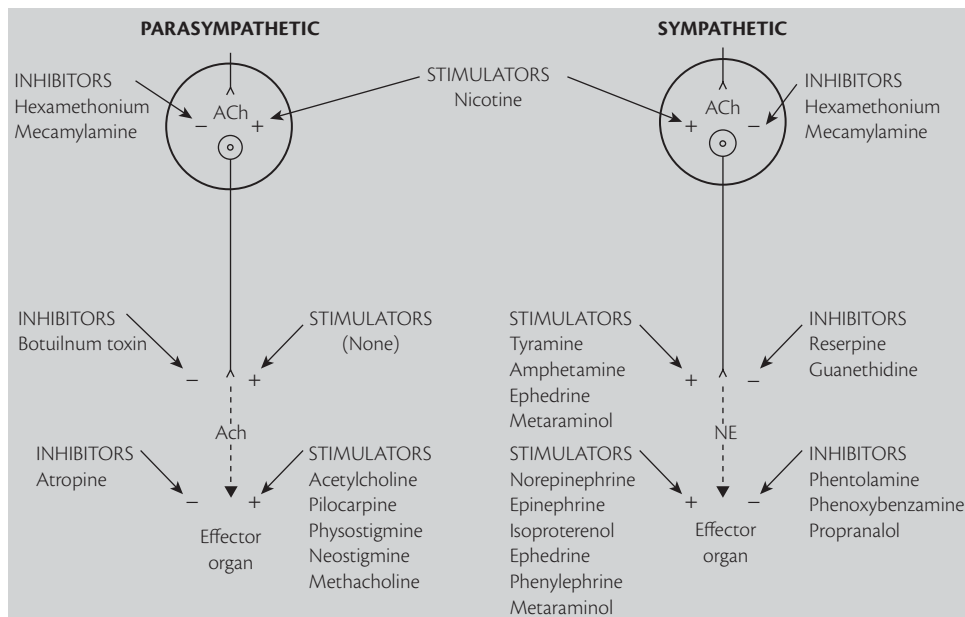 PARASYMPATHETIC
SYMPATHETIC
INHIBITORS
Hexamethonium
Mecamylamine
ACh
– +
STIMULATORS
Nicotine
ACh
+ –
INHIBITORS
Hexamethonium
Mecamylamine
INHIBITORS
Botuilnum toxin
– +
STIMULATORS
(None)
STIMULATORS
Tyramine
Amphetamine
Ephedrine
Metaraminol
+ –
INHIBITORS
Reserpine
Guanethidine
Ach
NE
INHIBITORS
Atropine
– +
STIMULATORS
Acetylcholine
Pilocarpine
Physostigmine
Neostigmine
Methacholine
Effector
organ
STIMULATORS
Norepinephrine
Epinephrine
Isoproterenol
Ephedrine
Phenylephrine
Metaraminol
+ –
Effector
organ
INHIBITORS
Phentolamine
Phenoxybenzamine
Propranalol